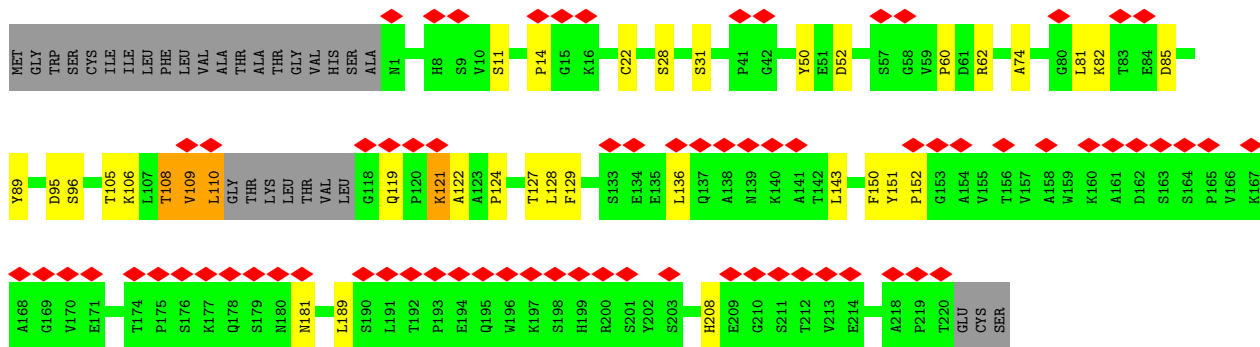 MET GLY TRP SER CYS ILE ILE LEU PHE LEU VAL ALA THR ALA THR GLY VAL HIS SER ALA N1 H8 S9 V10 S11 P14 G15 K16 C22 S28 S31 P41 G42 Y50 E51 D52 S57 G58 V59 P60 D61 R62 A74 G80 L81 K82 T83 E84 D85
Y89 D95 S96 T105 K106 L107 T108 V109 L110 GLY THR LYS LEU THR VAL LEU G118 Q119 P120 K121 A122 A123 P124 T127 L128 F129 S133 E134 E135 L136 Q137 A138 N139 K140 A141 T142 L143 F150 Y151 P152 G153 A154 V155 T156 V157 A158 W159 K160 A161 D162 S163 S164 P165 V166 K167
A168 G169 V170 E171 T174 P175 S176 K177 Q178 S179 N180 N181 L189 S190 L191 T192 P193 E194 Q195 W196 K197 S198 H199 R200 S201 Y202 S203 H208 E209 G210 S211 T212 V213 E214 A218 P219 T220 GLU CYS SER